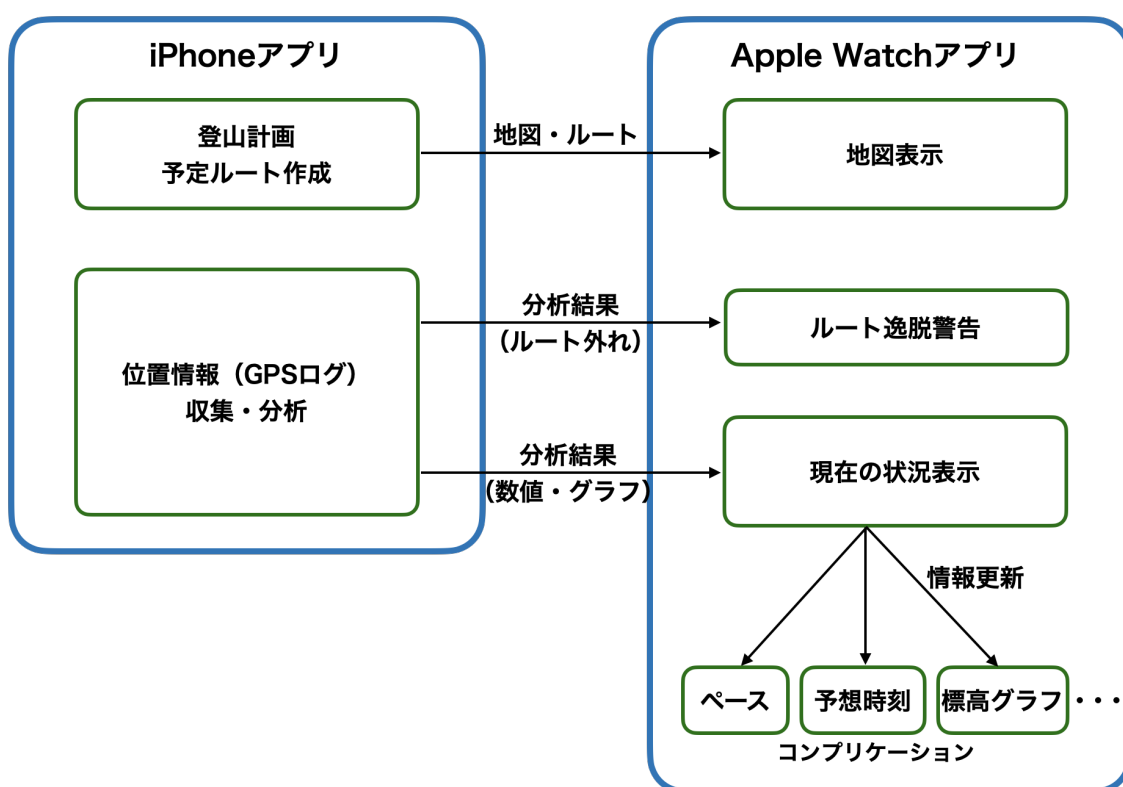 iPhoneアプリ
Apple Watchアプリ
登山計画
予定ルート作成
地図・ルート
地図表示
位置情報（GPSログ）
収集・分析
分析結果
（ルート外れ）
ルート逸脱警告
分析結果
（数値・グラフ）
現在の状況表示
情報更新
ペース
予想時刻
標高グラフ
・・・
コンプリケーション